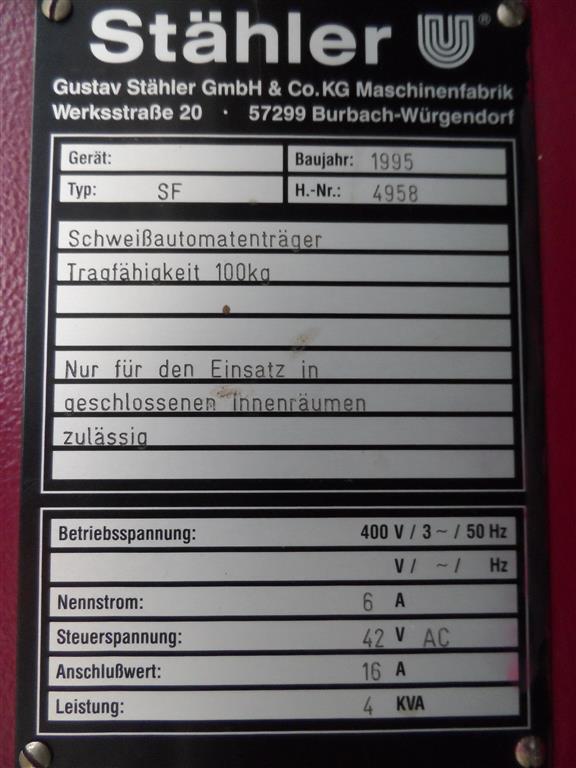 Stähler ®
Gustav Stähler GmbH & Co.KG Maschinenfabrik
Werksstraße 20 · 57299 Burbach-Würgendorf
Gerät:
Baujahr: 1995
Typ: SF
H.-Nr.: 4958
Schweißautomatenträger
Tragfähigkeit 100kg
Nur für den Einsatz in
geschlossenen Innenräumen
zulässig
Betriebsspannung: 400 V / 3 ~ / 50 Hz
V / ~ / Hz
Nennstrom: 6 A
Steuerspannung: 42 V AC
Anschlußwert: 16 A
Leistung: 4 KVA